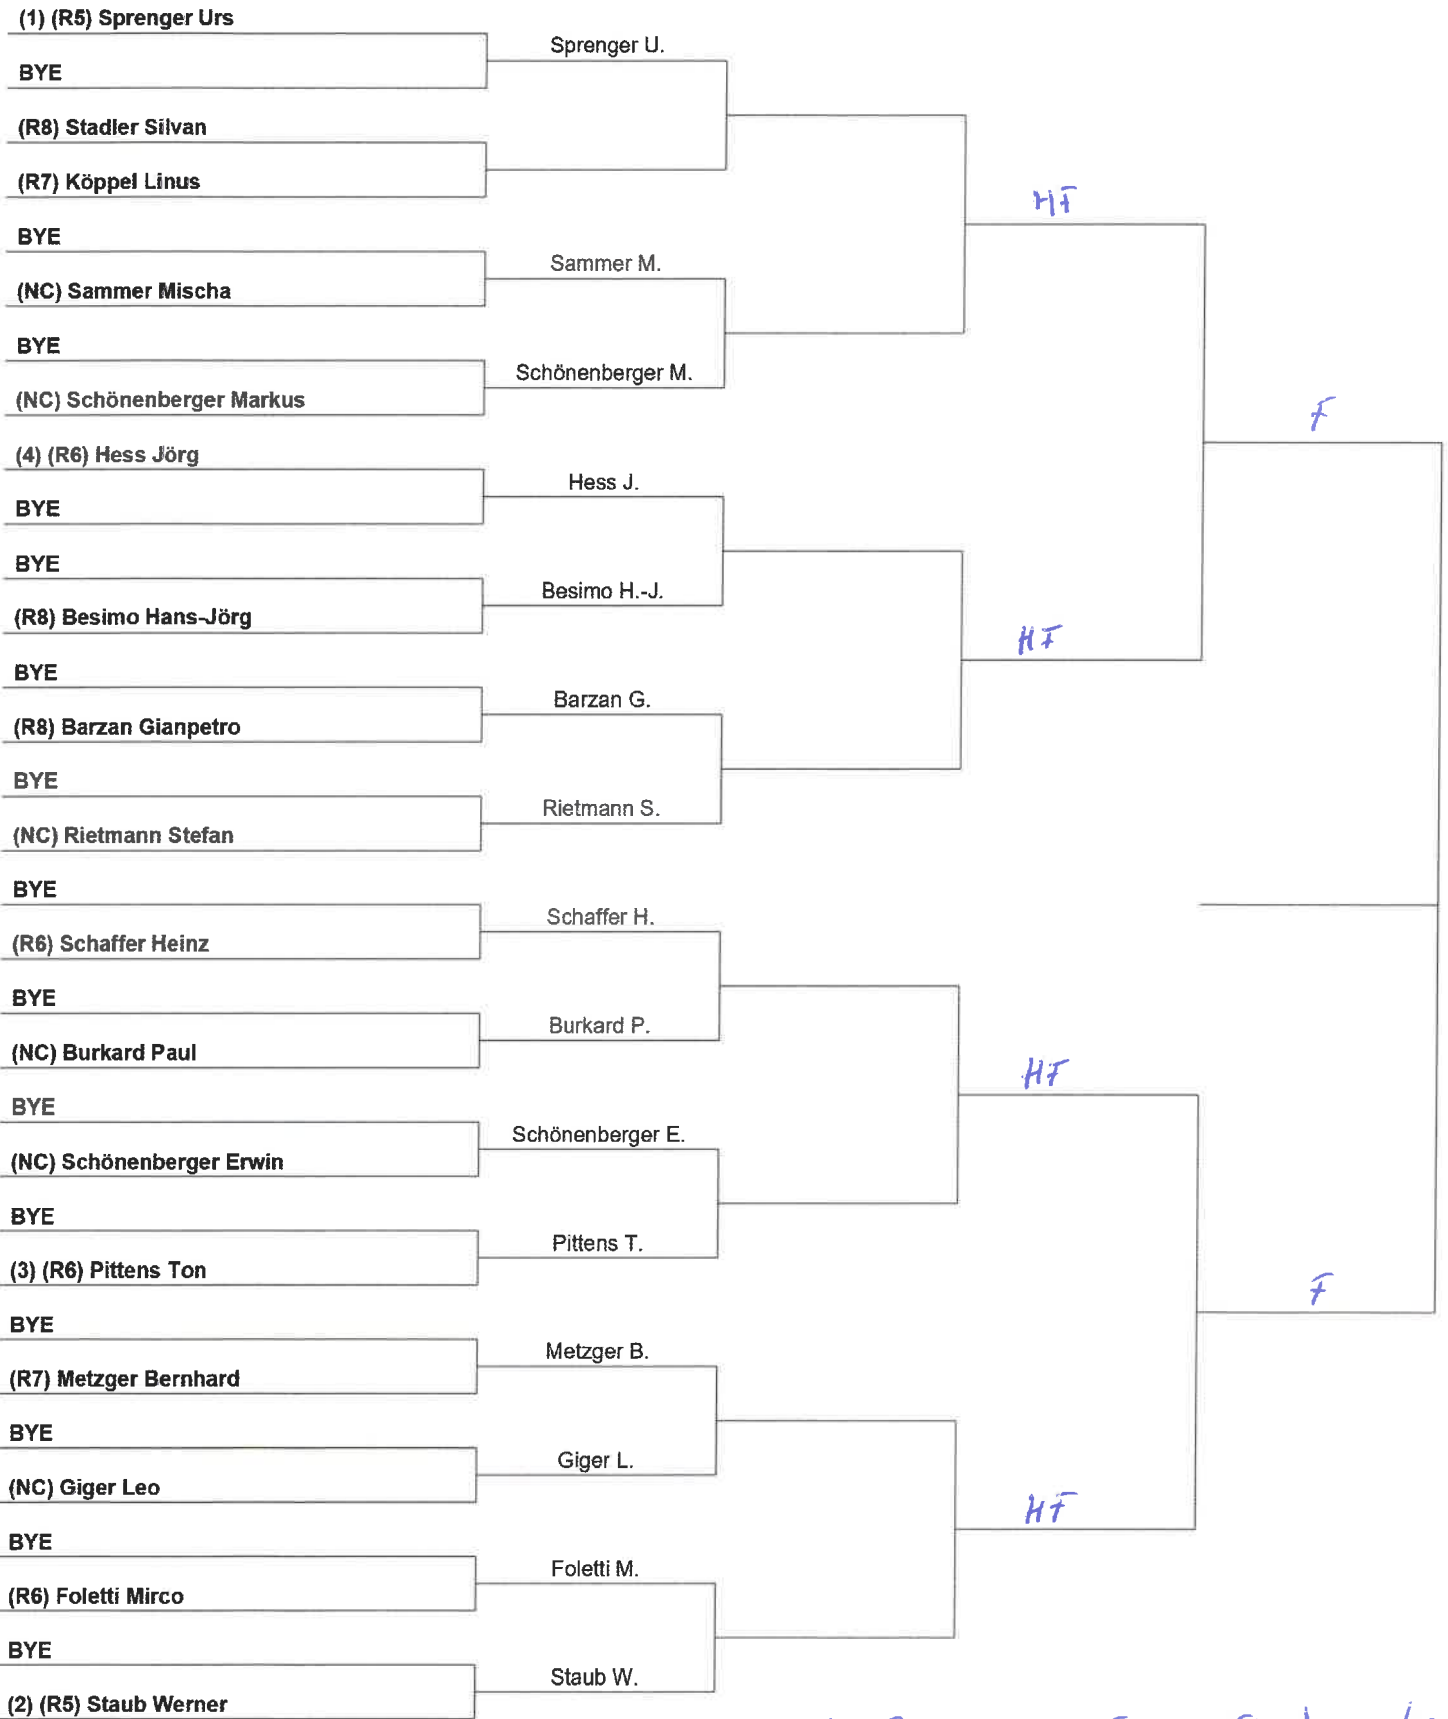 (1) (R5) Sprenger Urs
Sprenger U.
BYE
(R8) Stadler Silvan
(R7) Köppel Linus
HF
BYE
Sammer M.
(NC) Sammer Mischa
BYE
Schönenberger M.
(NC) Schönenberger Markus
F
(4) (R6) Hess Jörg
Hess J.
BYE
BYE
Besimo H.-J.
(R8) Besimo Hans-Jörg
HF
BYE
Barzan G.
(R8) Barzan Gianpetro
BYE
Rietmann S.
(NC) Rietmann Stefan
BYE
Schaffer H.
(R6) Schaffer Heinz
BYE
Burkard P.
(NC) Burkard Paul
HF
BYE
Schönenberger E.
(NC) Schönenberger Erwin
BYE
Pittens T.
(3) (R6) Pittens Ton
F
BYE
Metzger B.
(R7) Metzger Bernhard
BYE
Giger L.
(NC) Giger Leo
HF
BYE
Foletti M.
(R6) Foletti Mirco
BYE
Staub W.
(2) (R5) Staub Werner